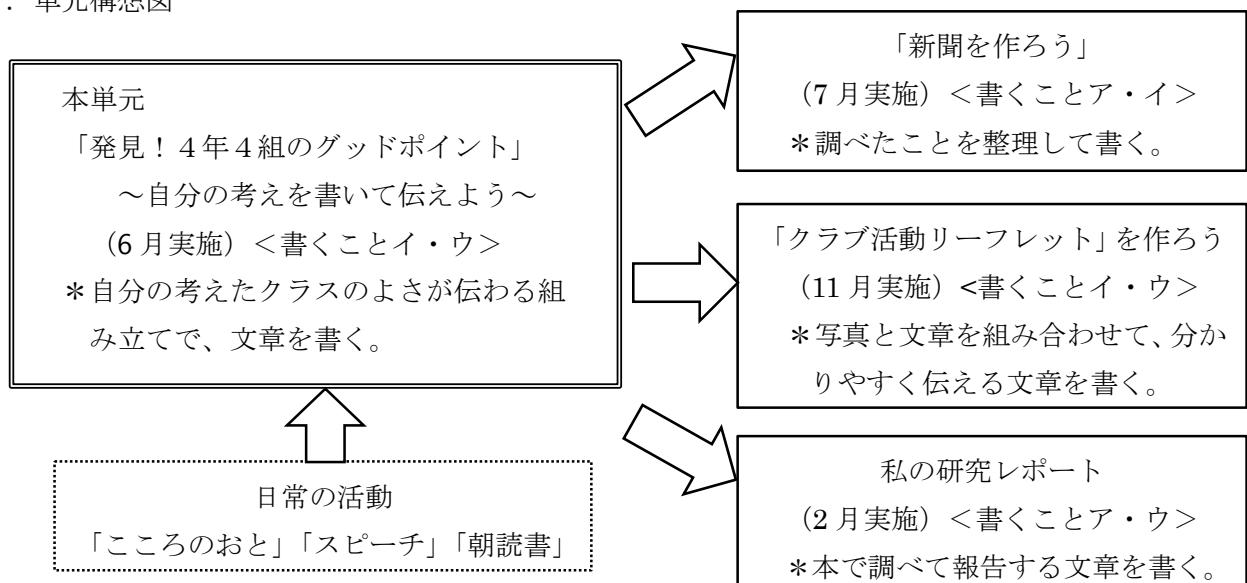 ．単元構想図
本単元
「発見！４年４組のグッドポイント」
～自分の考えを書いて伝えよう～
（6 月実施）＜書くことイ・ウ＞
＊自分の考えたクラスのよさが伝わる組
み立てで、文章を書く。
日常の活動
「こころのおと」「スピーチ」「朝読書」
「新聞を作ろう」
（7 月実施）＜書くことア・イ＞
＊調べたことを整理して書く。
「クラブ活動リーフレット」を作ろう
（11 月実施）<書くことイ・ウ＞
＊写真と文章を組み合わせて、分か
りやすく伝える文章を書く。
私の研究レポート
（2 月実施）＜書くことア・ウ＞
＊本で調べて報告する文章を書く。